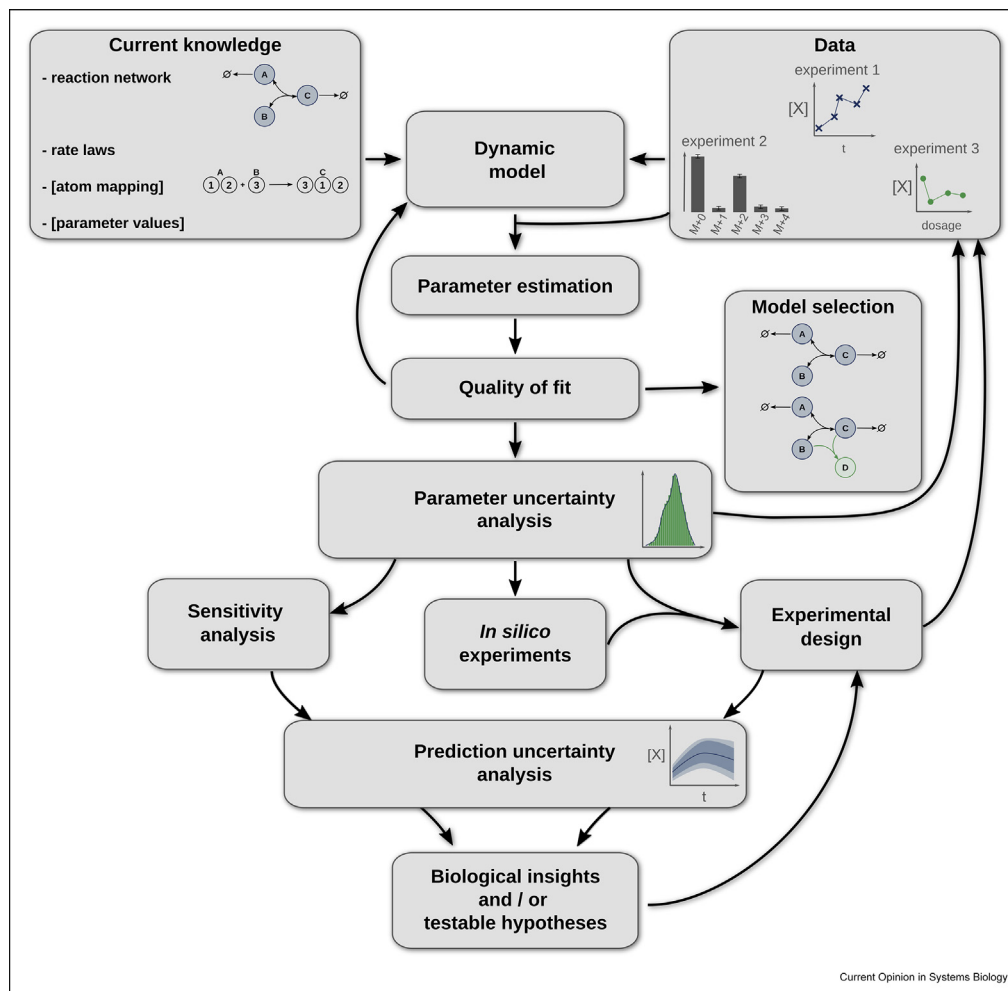 Current knowledge
- reaction network
Ø
A
C
Ø
B
- rate laws
- [atom mapping]
A
B
C
1 2 + 3
3 1 2
- [parameter values]
Dynamic
model
Data
experiment 1
[X]
t
experiment 2
M+0
M+1
M+2
M+3
M+4
experiment 3
[X]
dosage
Parameter estimation
Quality of fit
Model selection
Ø
A
C
Ø
B
Ø
A
C
Ø
B
D
Parameter uncertainty
analysis
Sensitivity
analysis
In silico
experiments
Experimental
design
Prediction uncertainty
analysis
[X]
t
Biological insights
and / or
testable hypotheses
Current Opinion in Systems Biology